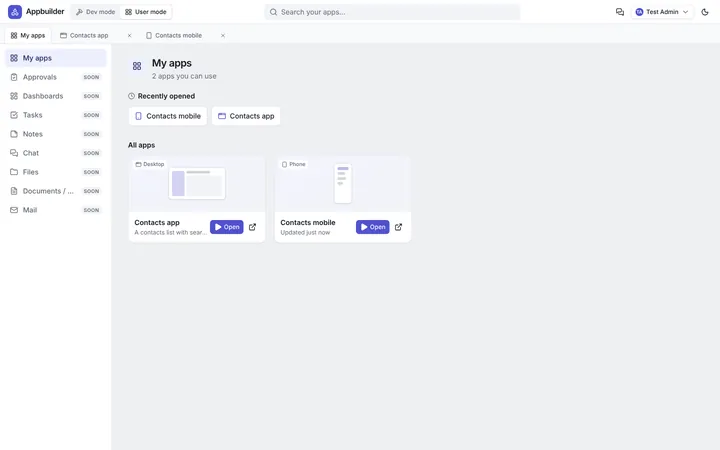 Appbuilder
Dev mode
User mode
Search your apps...
TA
Test Admin
My apps
Contacts app
Contacts mobile
My apps
Approvals SOON
Dashboards SOON
Tasks SOON
Notes SOON
Chat SOON
Files SOON
Documents / ... SOON
Mail SOON
My apps
2 apps you can use
Recently opened
Contacts mobile
Contacts app
All apps
Desktop
Contacts app
A contacts list with sear...
Open
Phone
Contacts mobile
Updated just now
Open